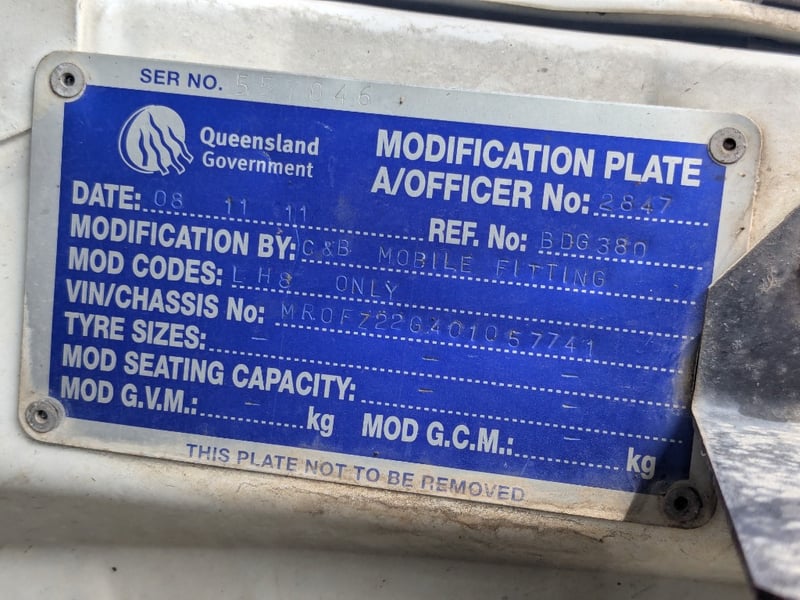 SER NO. 557046
Queensland
Government
MODIFICATION PLATE
A/OFFICER No: 2847
DATE: 08 11 11 REF. No: BDG380
MODIFICATION BY: C&B MOBILE FITTING
MOD CODES: LH8 ONLY
VIN/CHASSIS No: MR0FZ22G401057741
TYRE SIZES: - - -
MOD SEATING CAPACITY: - -
MOD G.V.M.: - kg MOD G.C.M.: - kg
THIS PLATE NOT TO BE REMOVED